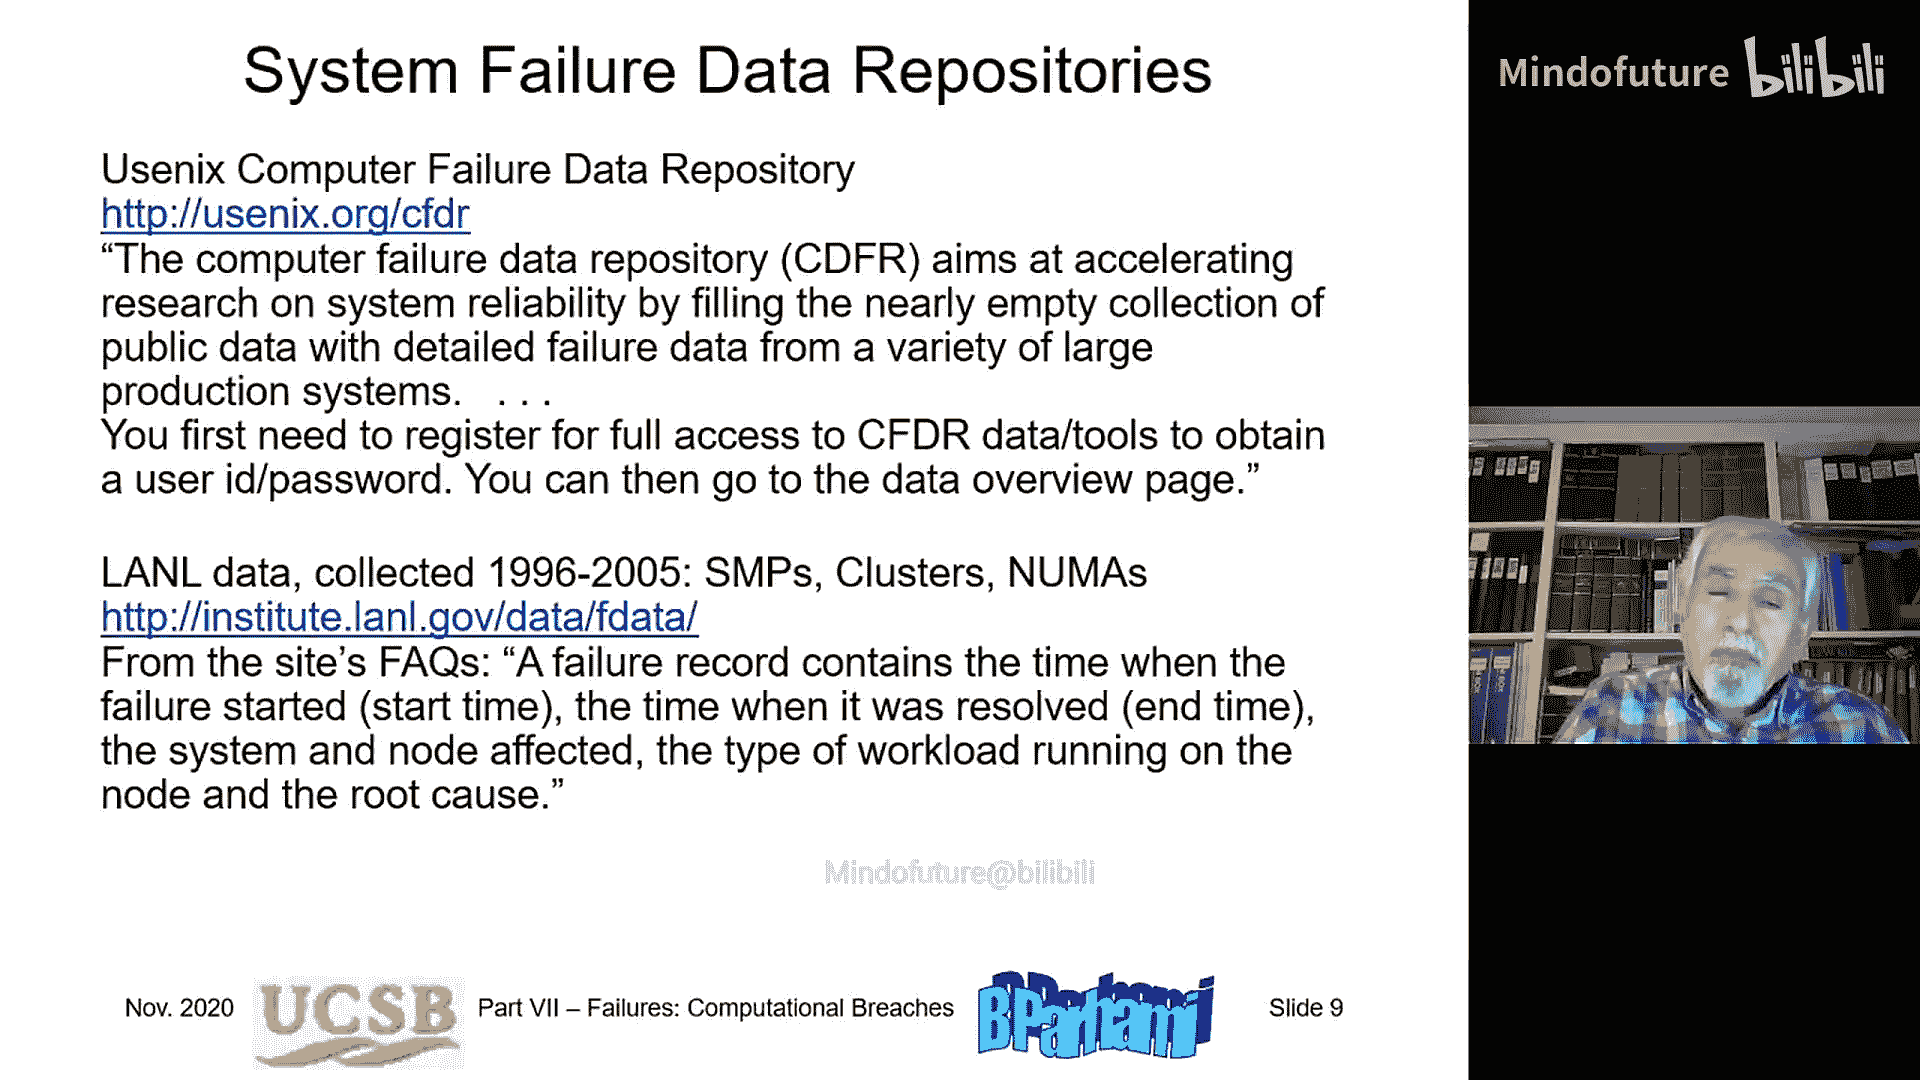 System Failure Data Repositories
Mindofuture bilibili
Usenix Computer Failure Data Repository
http://usenix.org/cfdr
“The computer failure data repository (CDFR) aims at accelerating
research on system reliability by filling the nearly empty collection of
public data with detailed failure data from a variety of large
production systems. . . .
You first need to register for full access to CFDR data/tools to obtain
a user id/password. You can then go to the data overview page.”
LANL data, collected 1996-2005: SMPs, Clusters, NUMAs
http://institute.lanl.gov/data/fdata/
From the site’s FAQs: “A failure record contains the time when the
failure started (start time), the time when it was resolved (end time),
the system and node affected, the type of workload running on the
node and the root cause.”
Mindofuture@bilibili
Nov. 2020
UCSB
Part VII – Failures: Computational Breaches
B Parhami
Slide 9